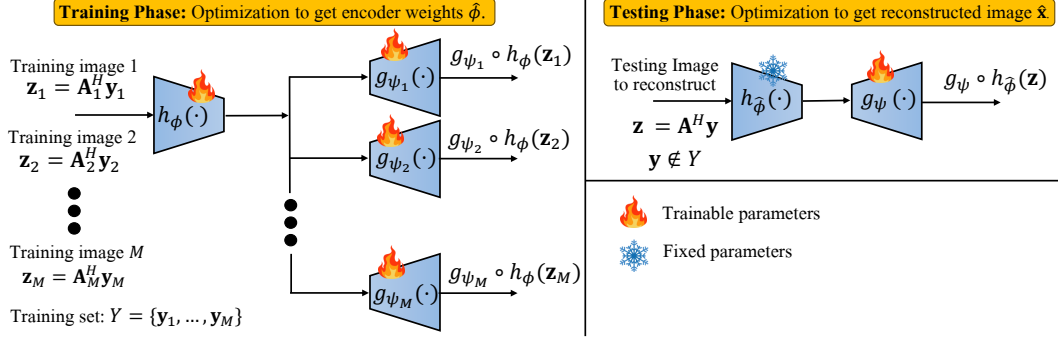 Training Phase: Optimization to get encoder weights φ̂.
Training image 1
z₁ = A₁ᴴy₁
Training image 2
z₂ = A₂ᴴy₂
Training image M
z_M = A_Mᴴy_M
Training set: Y = {y₁, ..., y_M}
h_ϕ(·)
g_ψ₁(·)
g_ψ₁ ∘ h_ϕ(z₁)
g_ψ₂(·)
g_ψ₂ ∘ h_ϕ(z₂)
g_ψ_M(·)
g_ψ_M ∘ h_ϕ(z_M)
Testing Phase: Optimization to get reconstructed image x̂.
Testing Image
to reconstruct
z = Aᴴy
y ∉ Y
h_ϕ̂(·)
g_ψ(·)
g_ψ ∘ h_ϕ̂(z)
Trainable parameters
Fixed parameters